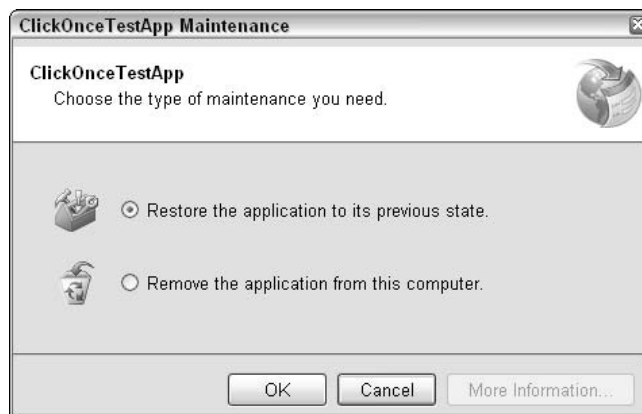 ClickOnceTestApp Maintenance
ClickOnceTestApp
Choose the type of maintenance you need.
Restore the application to its previous state.
Remove the application from this computer.
OK
Cancel
More Information...